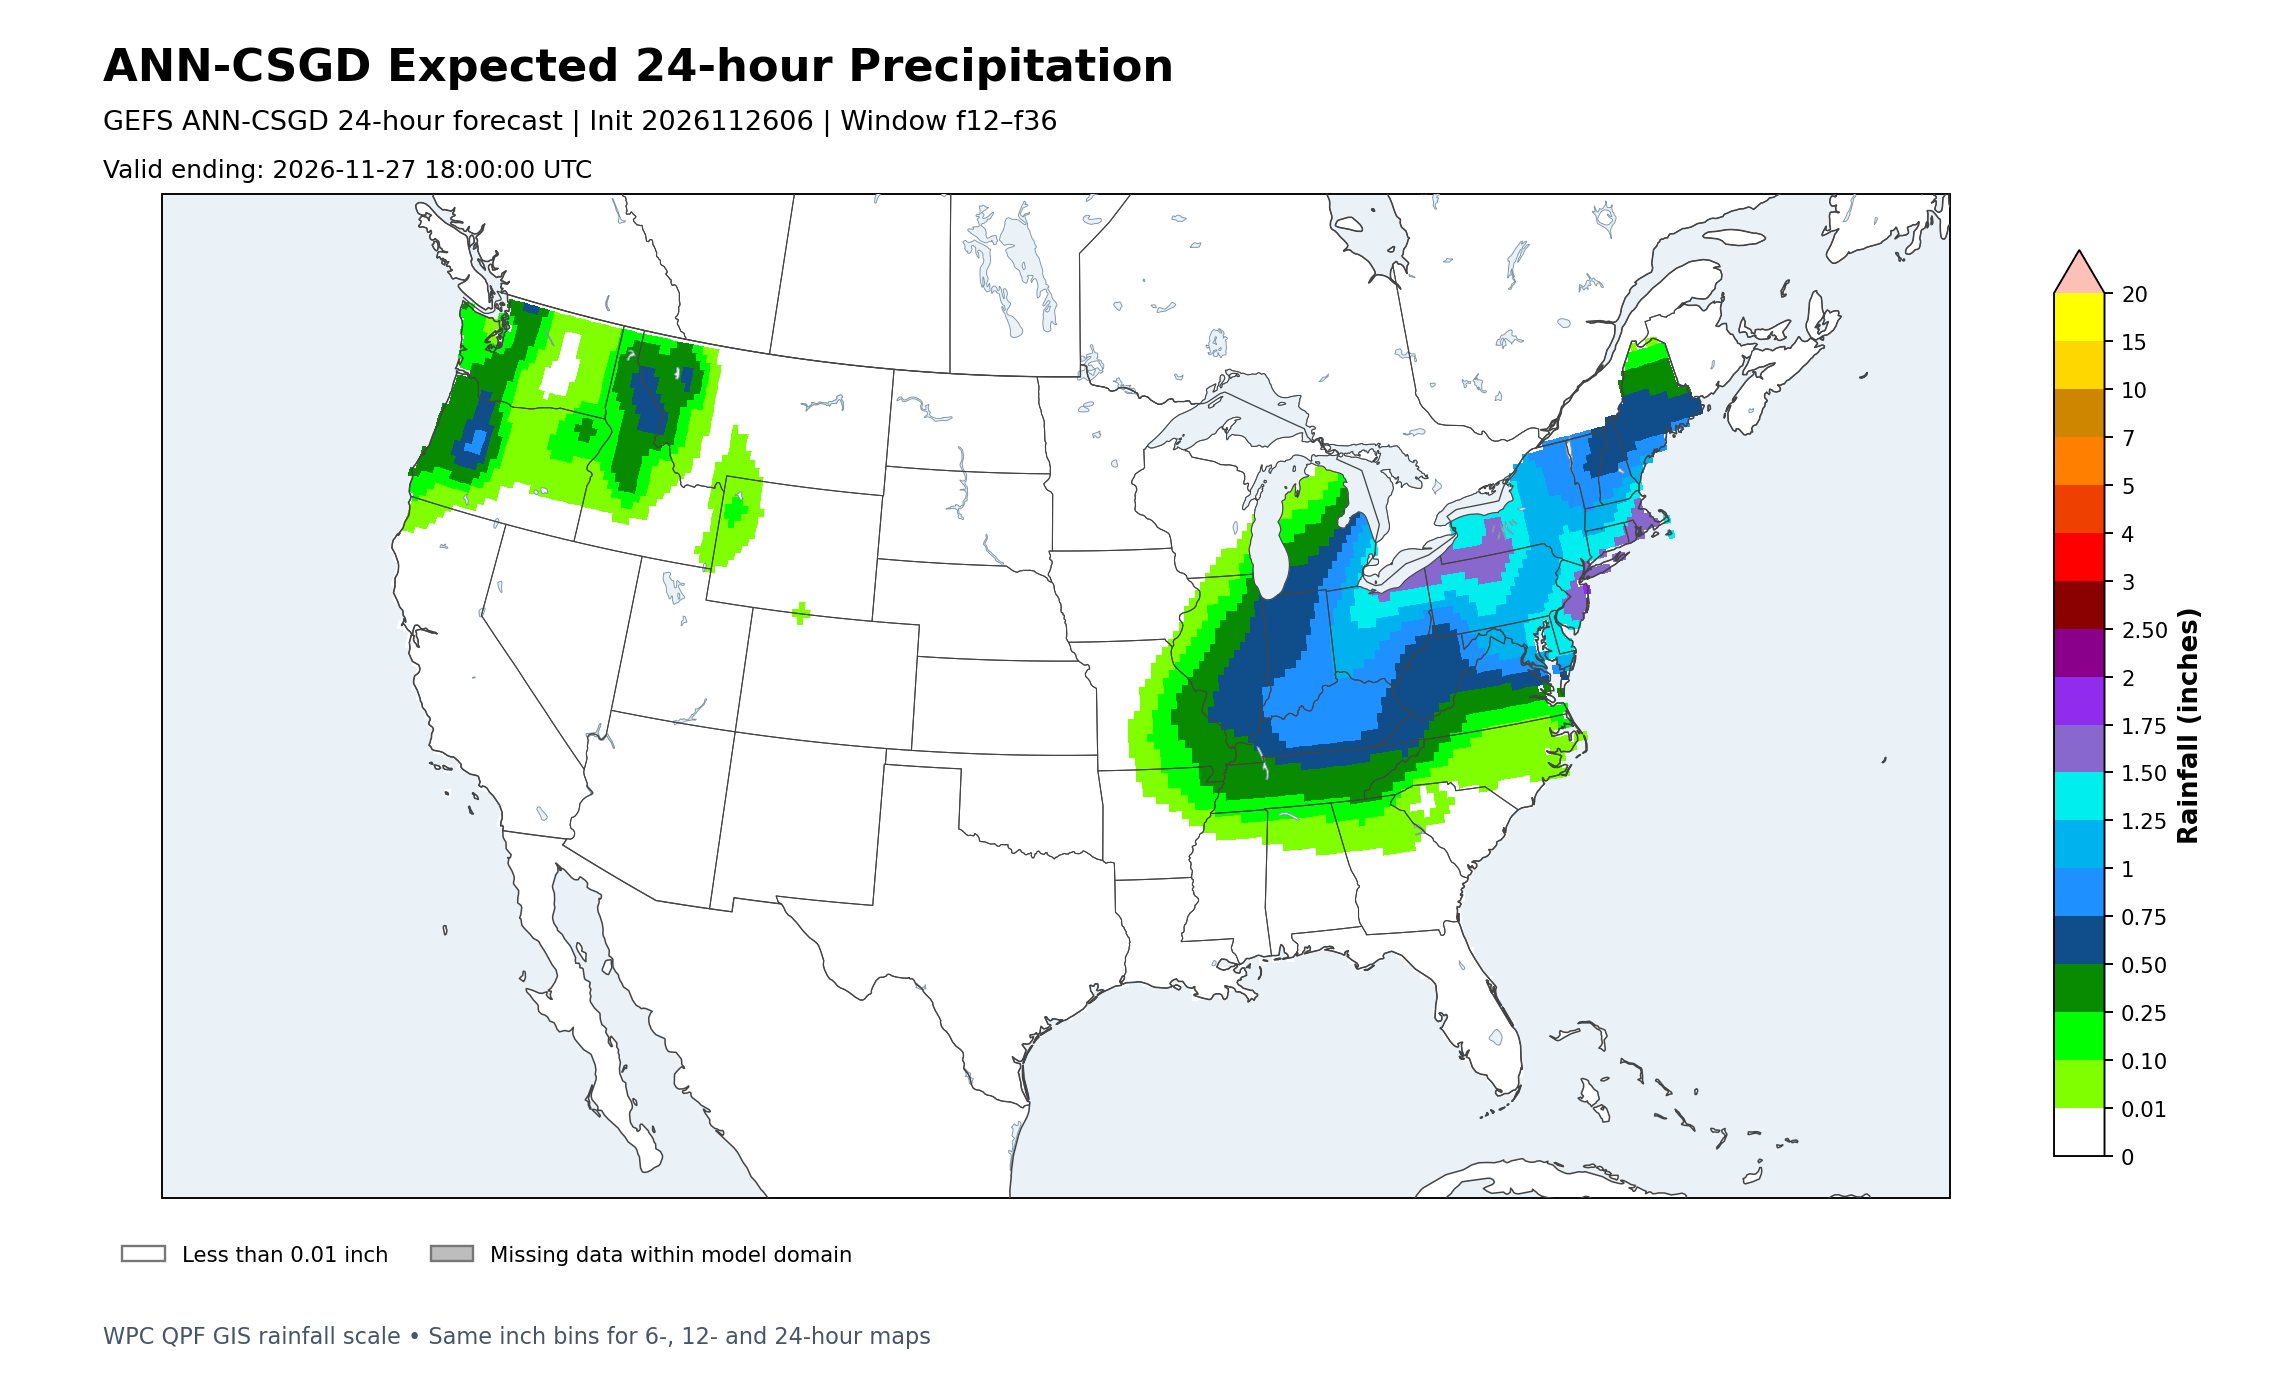 ANN-CSGD Expected 24-hour Precipitation
GEFS ANN-CSGD 24-hour forecast | Init 2026112606 | Window f12–f36
Valid ending: 2026-11-27 18:00:00 UTC
20
15
10
7
5
4
3
2.50
2
1.75
1.50
1.25
1
0.75
0.50
0.25
0.10
0.01
0
Rainfall (inches)
Less than 0.01 inch
Missing data within model domain
WPC QPF GIS rainfall scale • Same inch bins for 6-, 12- and 24-hour maps